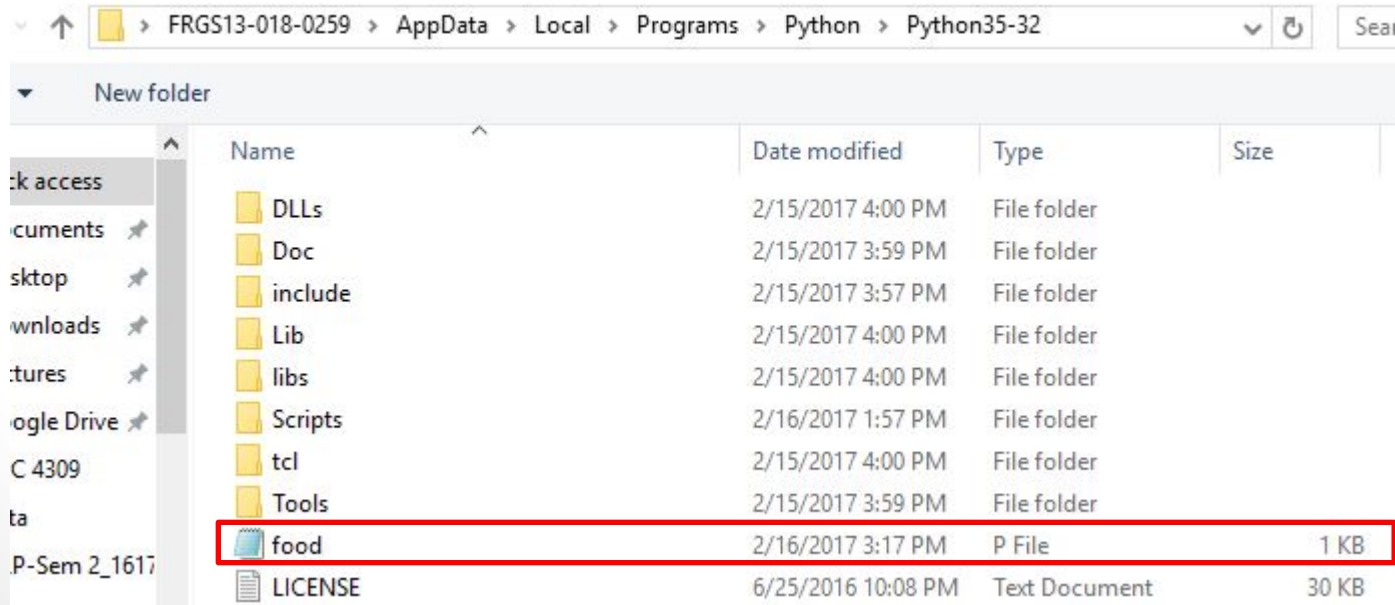 FRGS13-018-0259 > AppData > Local > Programs > Python > Python35-32 Sear
New folder
Name Date modified Type Size
ck access
cuments
sktop
wnloads
tures
ogle Drive
C 4309
ta
P-Sem 2_1617
DLLs 2/15/2017 4:00 PM File folder
Doc 2/15/2017 3:59 PM File folder
include 2/15/2017 3:57 PM File folder
Lib 2/15/2017 4:00 PM File folder
libs 2/15/2017 4:00 PM File folder
Scripts 2/16/2017 1:57 PM File folder
tcl 2/15/2017 4:00 PM File folder
Tools 2/15/2017 3:59 PM File folder
food 2/16/2017 3:17 PM P File 1 KB
LICENSE 6/25/2016 10:08 PM Text Document 30 KB